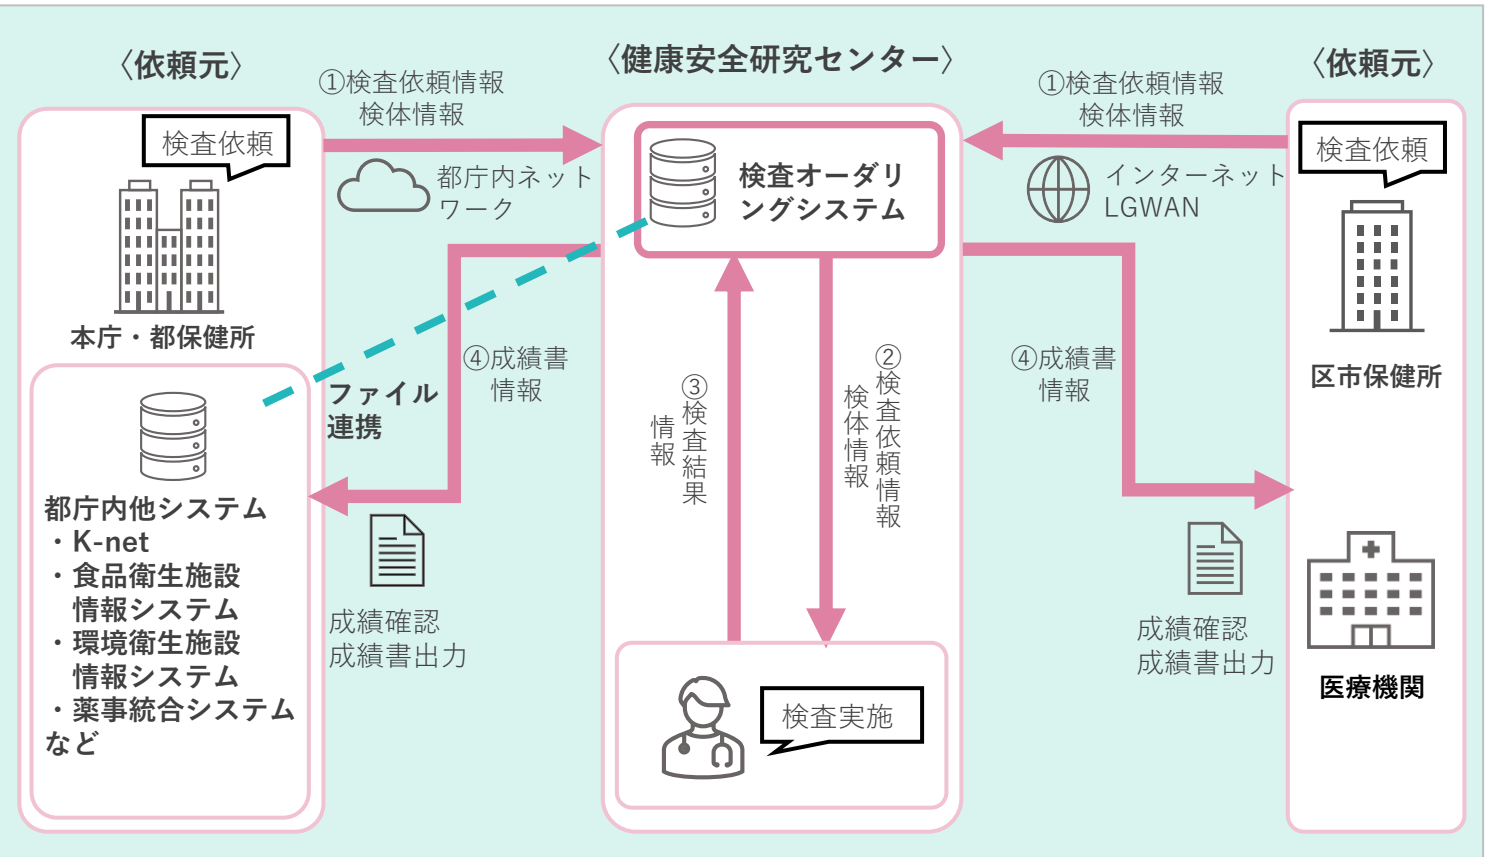 〈依頼元〉
①検査依頼情報
検体情報
検査依頼
都庁内ネット
ワーク
本庁・都保健所
ファイル
連携
④成績書
情報
都庁内他システム
・K-net
・食品衛生施設
情報システム
・環境衛生施設
情報システム
・薬事統合システム
など
成績確認
成績書出力
〈健康安全研究センター〉
検査オーダリ
ングシステム
②検査依頼情報
検体情報
③検査結果
情報
検査実施
〈依頼元〉
①検査依頼情報
検体情報
検査依頼
インターネット
LGWAN
区市保健所
④成績書
情報
成績確認
成績書出力
医療機関